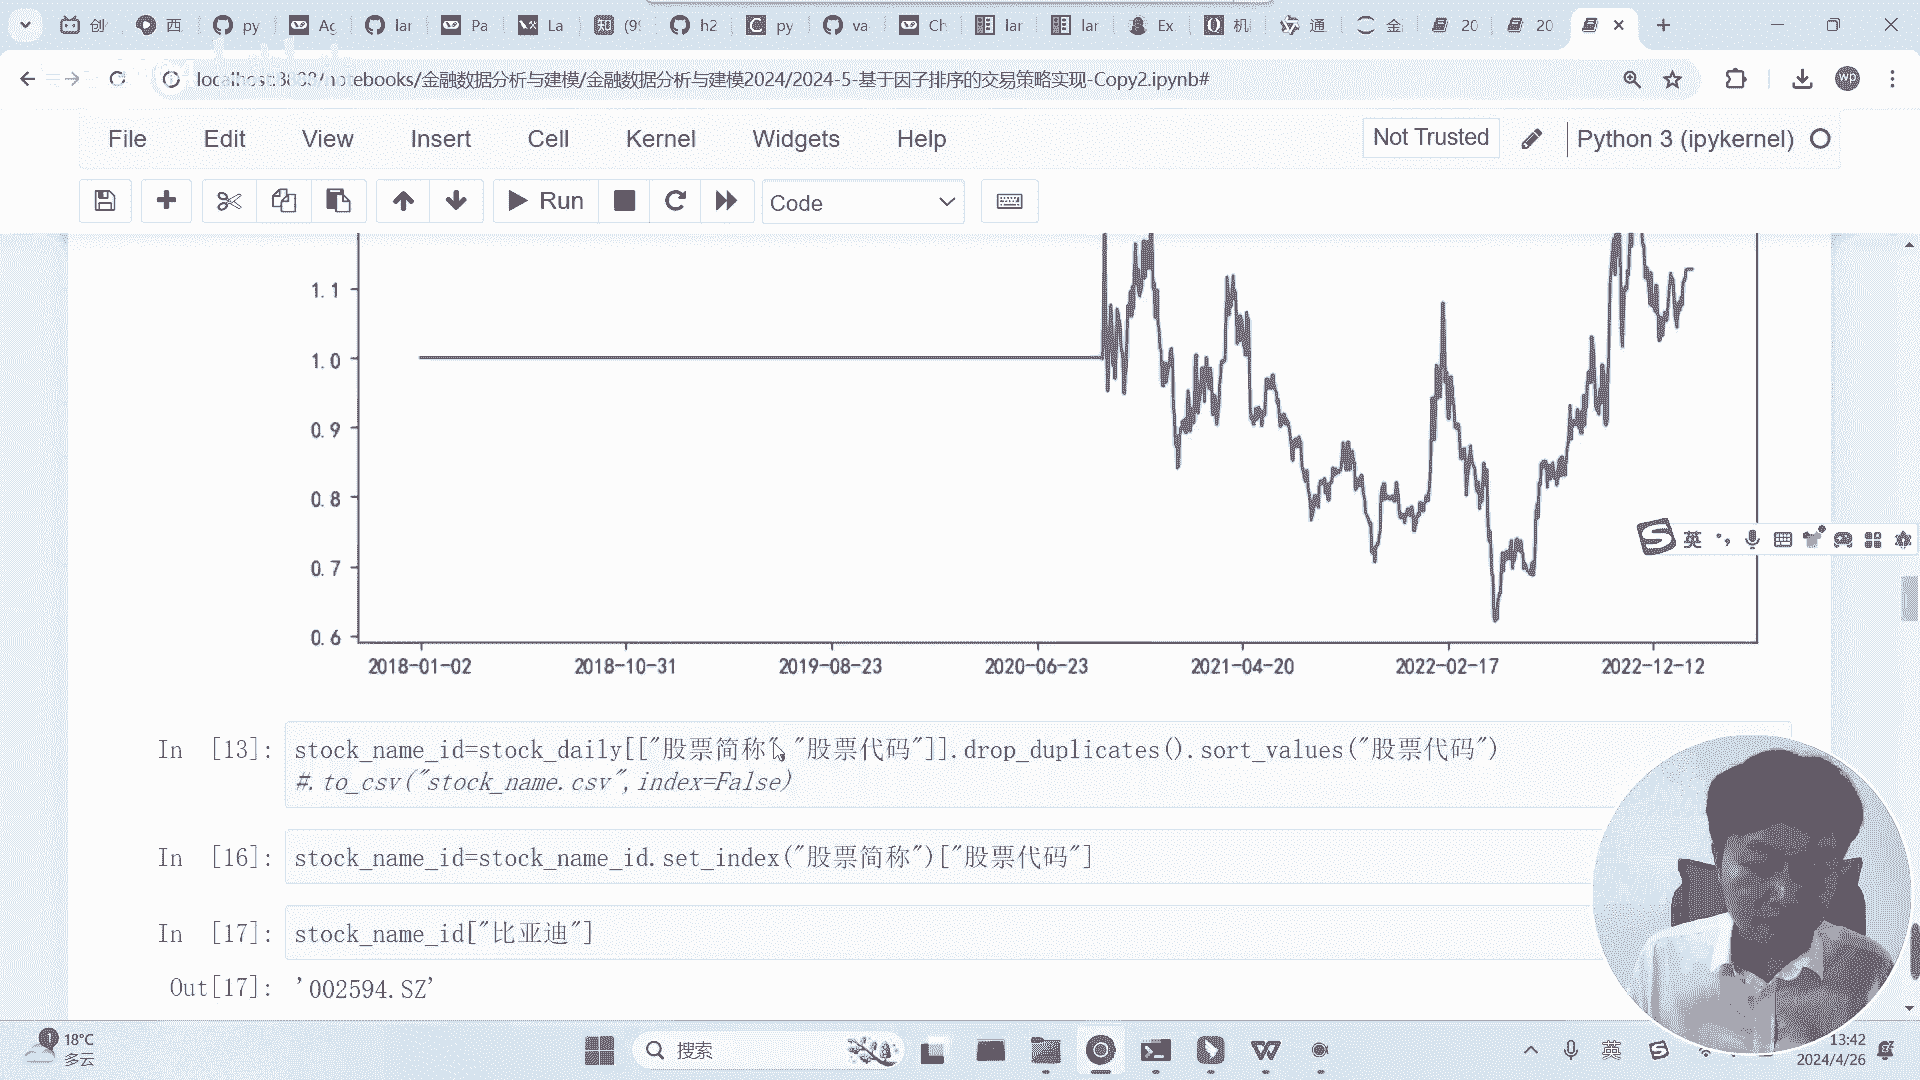 创 西 py Ag lar Pa La (9 h2 py va Ch lar lar Ex 机 通 金 20 20
localhost:8888/notebooks/金融数据分析与建模/金融数据分析与建模2024/2024-5-基于因子排序的交易策略实现-Copy2.ipynb#
wp
File Edit View Insert Cell Kernel Widgets Help Not Trusted Python 3 (ipykernel)
Run Code
1.1
1.0
0.9
0.8
0.7
0.6
2018-01-02 2018-10-31 2019-08-23 2020-06-23 2021-04-20 2022-02-17 2022-12-12
英
In [13]: stock_name_id=stock_daily[["股票简称","股票代码"]].drop_duplicates().sort_values("股票代码")
#.to_csv("stock_name.csv",index=False)
In [16]: stock_name_id=stock_name_id.set_index("股票简称")["股票代码"]
In [17]: stock_name_id["比亚迪"]
Out[17]: '002594.SZ'
1 18°C
多云
搜索
英
13:42
2024/4/26